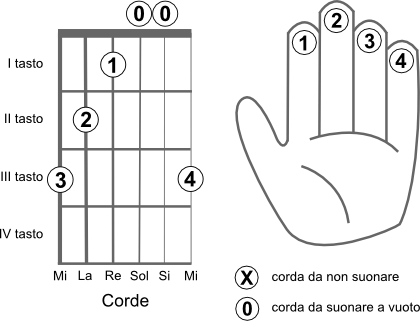 0 0
I tasto 1
II tasto 2
III tasto 3 4
IV tasto
Mi La Re Sol Si Mi
Corde
1 2 3 4
X corda da non suonare
0 corda da suonare a vuoto